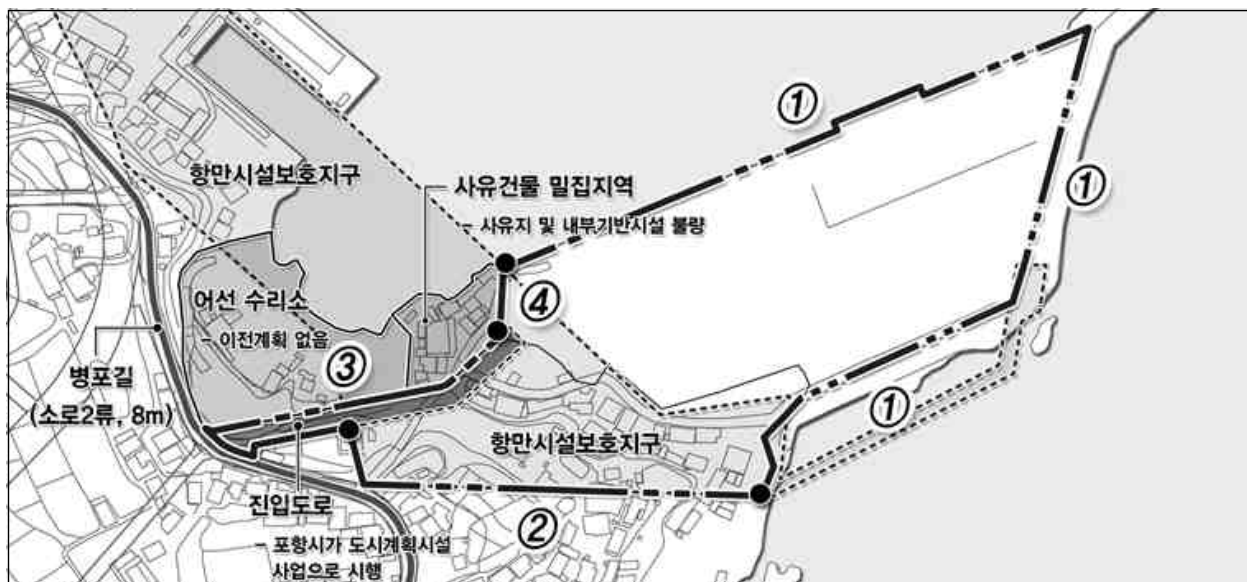 ①
항만시설보호지구
사유건물 밀집지역
– 사유지 및 내부기반시설 불량
①
어선 수리소
– 이전계획 없음
④
③
병포길
(소로2류, 8m)
①
항만시설보호지구
진입도로
– 포항시가 도시계획시설
사업으로 시행
②